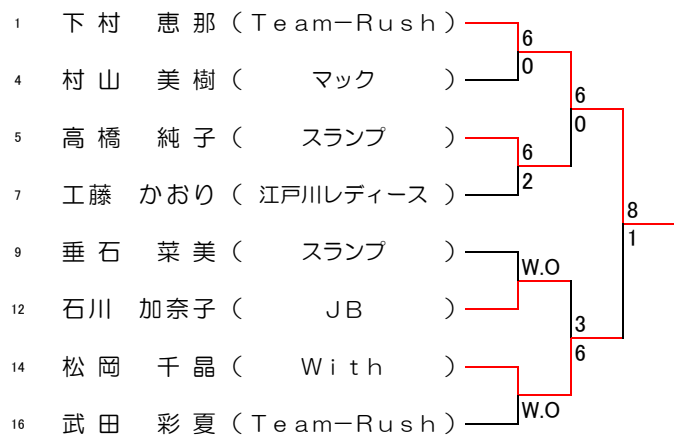 1 下村 恵那 (Team-Rush)
6
0
4 村山 美樹 ( マック )
6
0
5 高橋 純子 ( スランプ )
6
2
7 工藤 かおり ( 江戸川レディース )
8
1
9 垂石 菜美 ( スランプ )
W.O
12 石川 加奈子 ( JB )
3
6
14 松岡 千晶 ( With )
W.O
16 武田 彩夏 (Team-Rush)